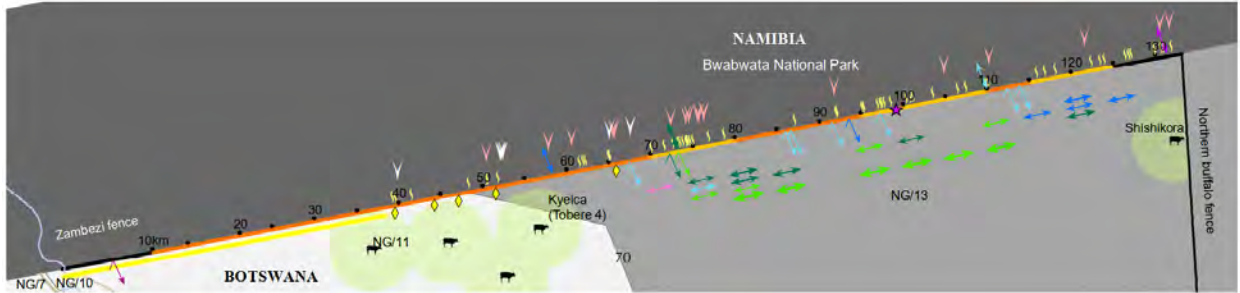 NAMIBIA
Bwabwata National Park
130
120
110
100
90
80
70
60
50
40
30
20
10km
Zambezi fence
Shishikora
Northern buffalo fence
Kyeica
(Tobere 4)
NG/13
NG/11
70
BOTSWANA
NG/7 NG/10